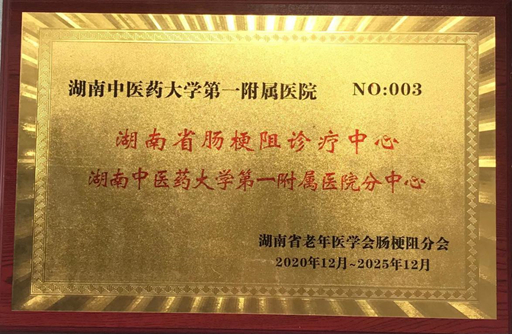 湖南中医药大学第一附属医院 NO:003
湖南省肠梗阻诊疗中心
湖南中医药大学第一附属医院分中心
湖南省老年医学会肠梗阻分会
2020年12月~2025年12月